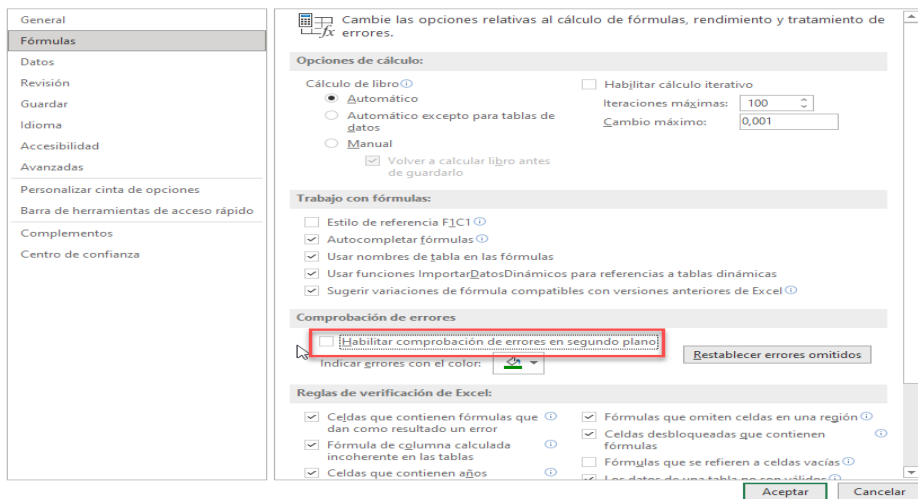 General
Fórmulas
Datos
Revisión
Guardar
Idioma
Accesibilidad
Avanzadas
Personalizar cinta de opciones
Barra de herramientas de acceso rápido
Complementos
Centro de confianza
Cambie las opciones relativas al cálculo de fórmulas, rendimiento y tratamiento de
errores.
Opciones de cálculo:
Cálculo de libro
Automático
Automático excepto para tablas de
datos
Manual
Volver a calcular libro antes
de guardarlo
Habilitar cálculo iterativo
Iteraciones máximas: 100
Cambio máximo: 0,001
Trabajo con fórmulas:
Estilo de referencia F1C1
Autocompletar fórmulas
Usar nombres de tabla en las fórmulas
Usar funciones ImportarDatosDinámicos para referencias a tablas dinámicas
Sugerir variaciones de fórmula compatibles con versiones anteriores de Excel
Comprobación de errores
Habilitar comprobación de errores en segundo plano
Indicar errores con el color:
Restablecer errores omitidos
Reglas de verificación de Excel:
Celdas que contienen fórmulas que
dan como resultado un error
Fórmula de columna calculada
incoherente en las tablas
Celdas que contienen años
Fórmulas que omiten celdas en una región
Celdas desbloqueadas que contienen
fórmulas
Fórmulas que se refieren a celdas vacías
Los datos de una tabla no son válidos
Aceptar
Cancelar